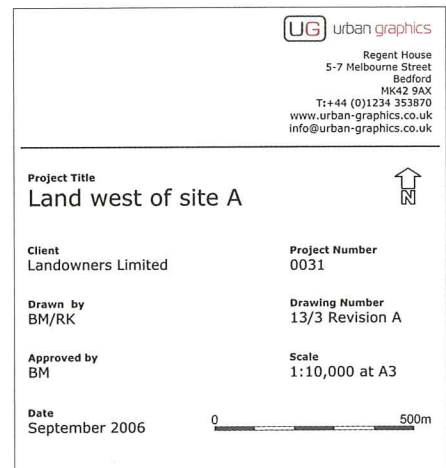 UG urban graphics
Regent House
5-7 Melbourne Street
Bedford
MK42 9AX
T:+44 (0)1234 353870
www.urban-graphics.co.uk
info@urban-graphics.co.uk
Project Title
Land west of site A
N
Client
Landowners Limited
Project Number
0031
Drawn by
BM/RK
Drawing Number
13/3 Revision A
Approved by
BM
Scale
1:10,000 at A3
Date
September 2006
0 500m